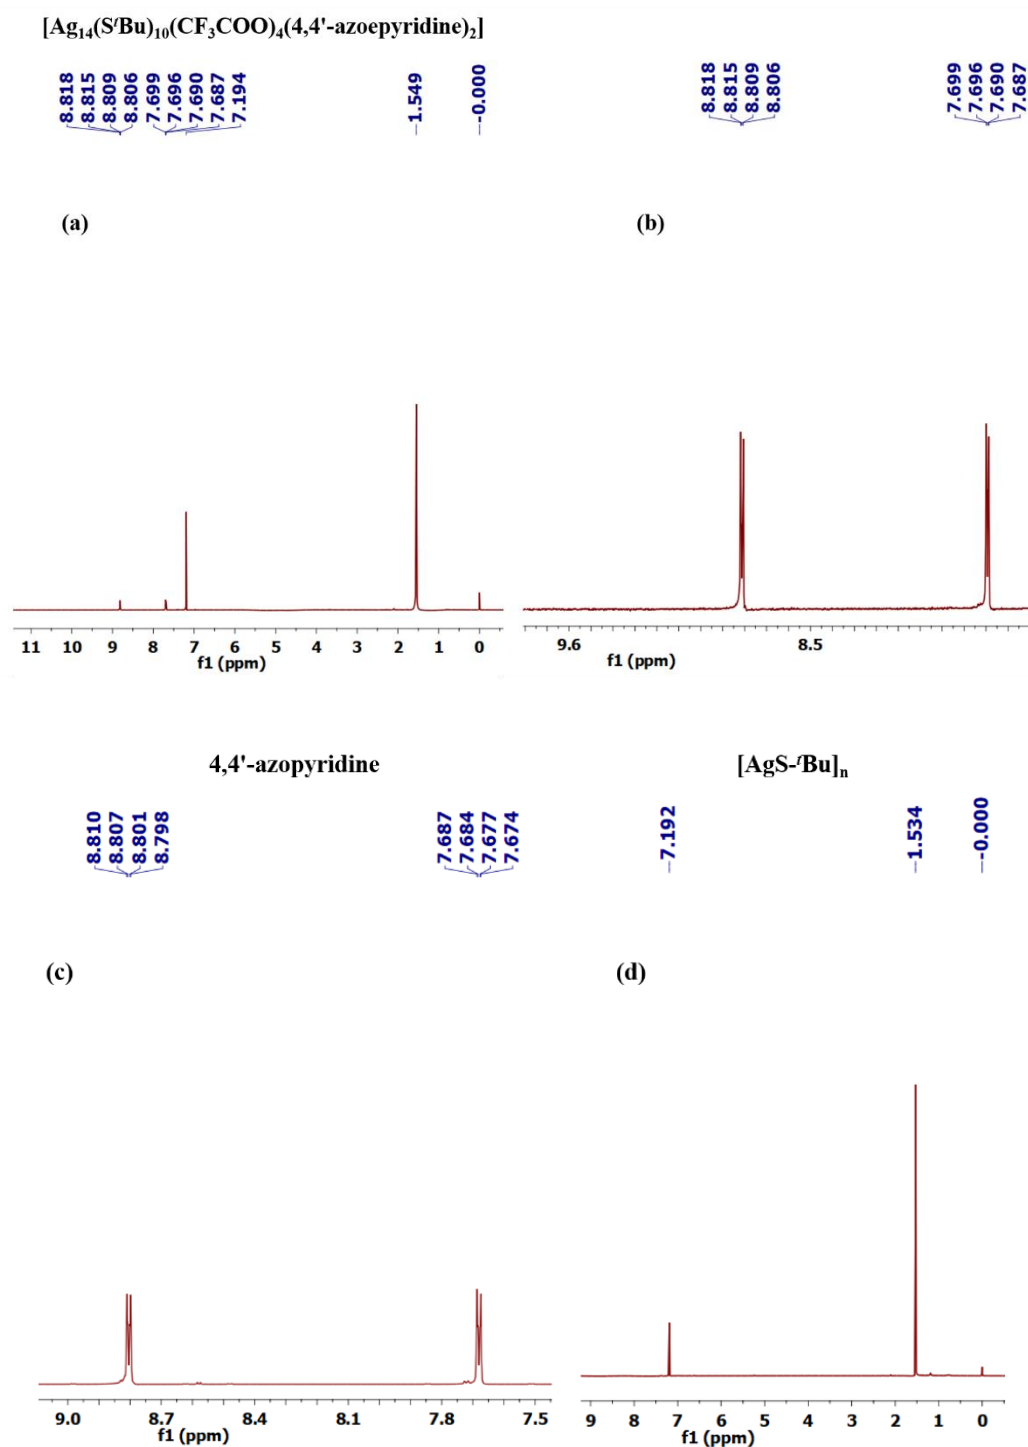 [Ag₁₄(SᵗBu)₁₀(CF₃COO)₄(4,4'-azoepyridine)₂]
8.818
8.815
8.809
8.806
7.699
7.696
7.690
7.687
7.194
1.549
-0.000
8.818
8.815
8.809
8.806
7.699
7.696
7.690
7.687
(a)
(b)
11 10 9 8 7 6 5 4 3 2 1 0
f1 (ppm)
9.6 8.5
f1 (ppm)
4,4'-azopyridine
[AgS-ᵗBu]ₙ
8.810
8.807
8.801
8.798
7.687
7.684
7.677
7.674
7.192
1.534
-0.000
(c)
(d)
9.0 8.7 8.4 8.1 7.8 7.5
f1 (ppm)
9 8 7 6 5 4 3 2 1 0
f1 (ppm)